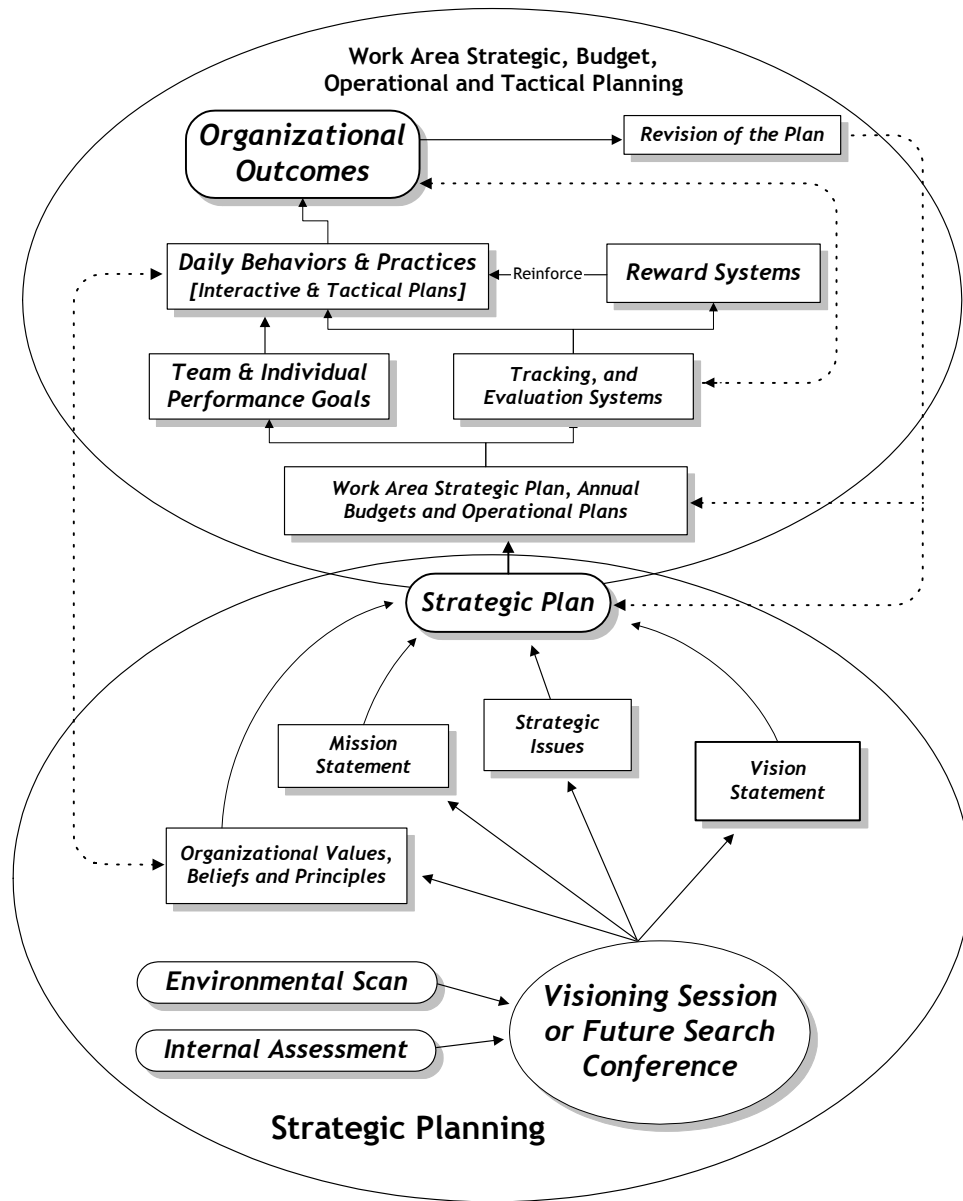 Work Area Strategic, Budget,
Operational and Tactical Planning
Organizational
Outcomes
Revision of the Plan
Daily Behaviors & Practices
[Interactive & Tactical Plans]
Reinforce
Reward Systems
Team & Individual
Performance Goals
Tracking, and
Evaluation Systems
Work Area Strategic Plan, Annual
Budgets and Operational Plans
Strategic Plan
Mission
Statement
Strategic
Issues
Vision
Statement
Organizational Values,
Beliefs and Principles
Environmental Scan
Internal Assessment
Visioning Session
or Future Search
Conference
Strategic Planning